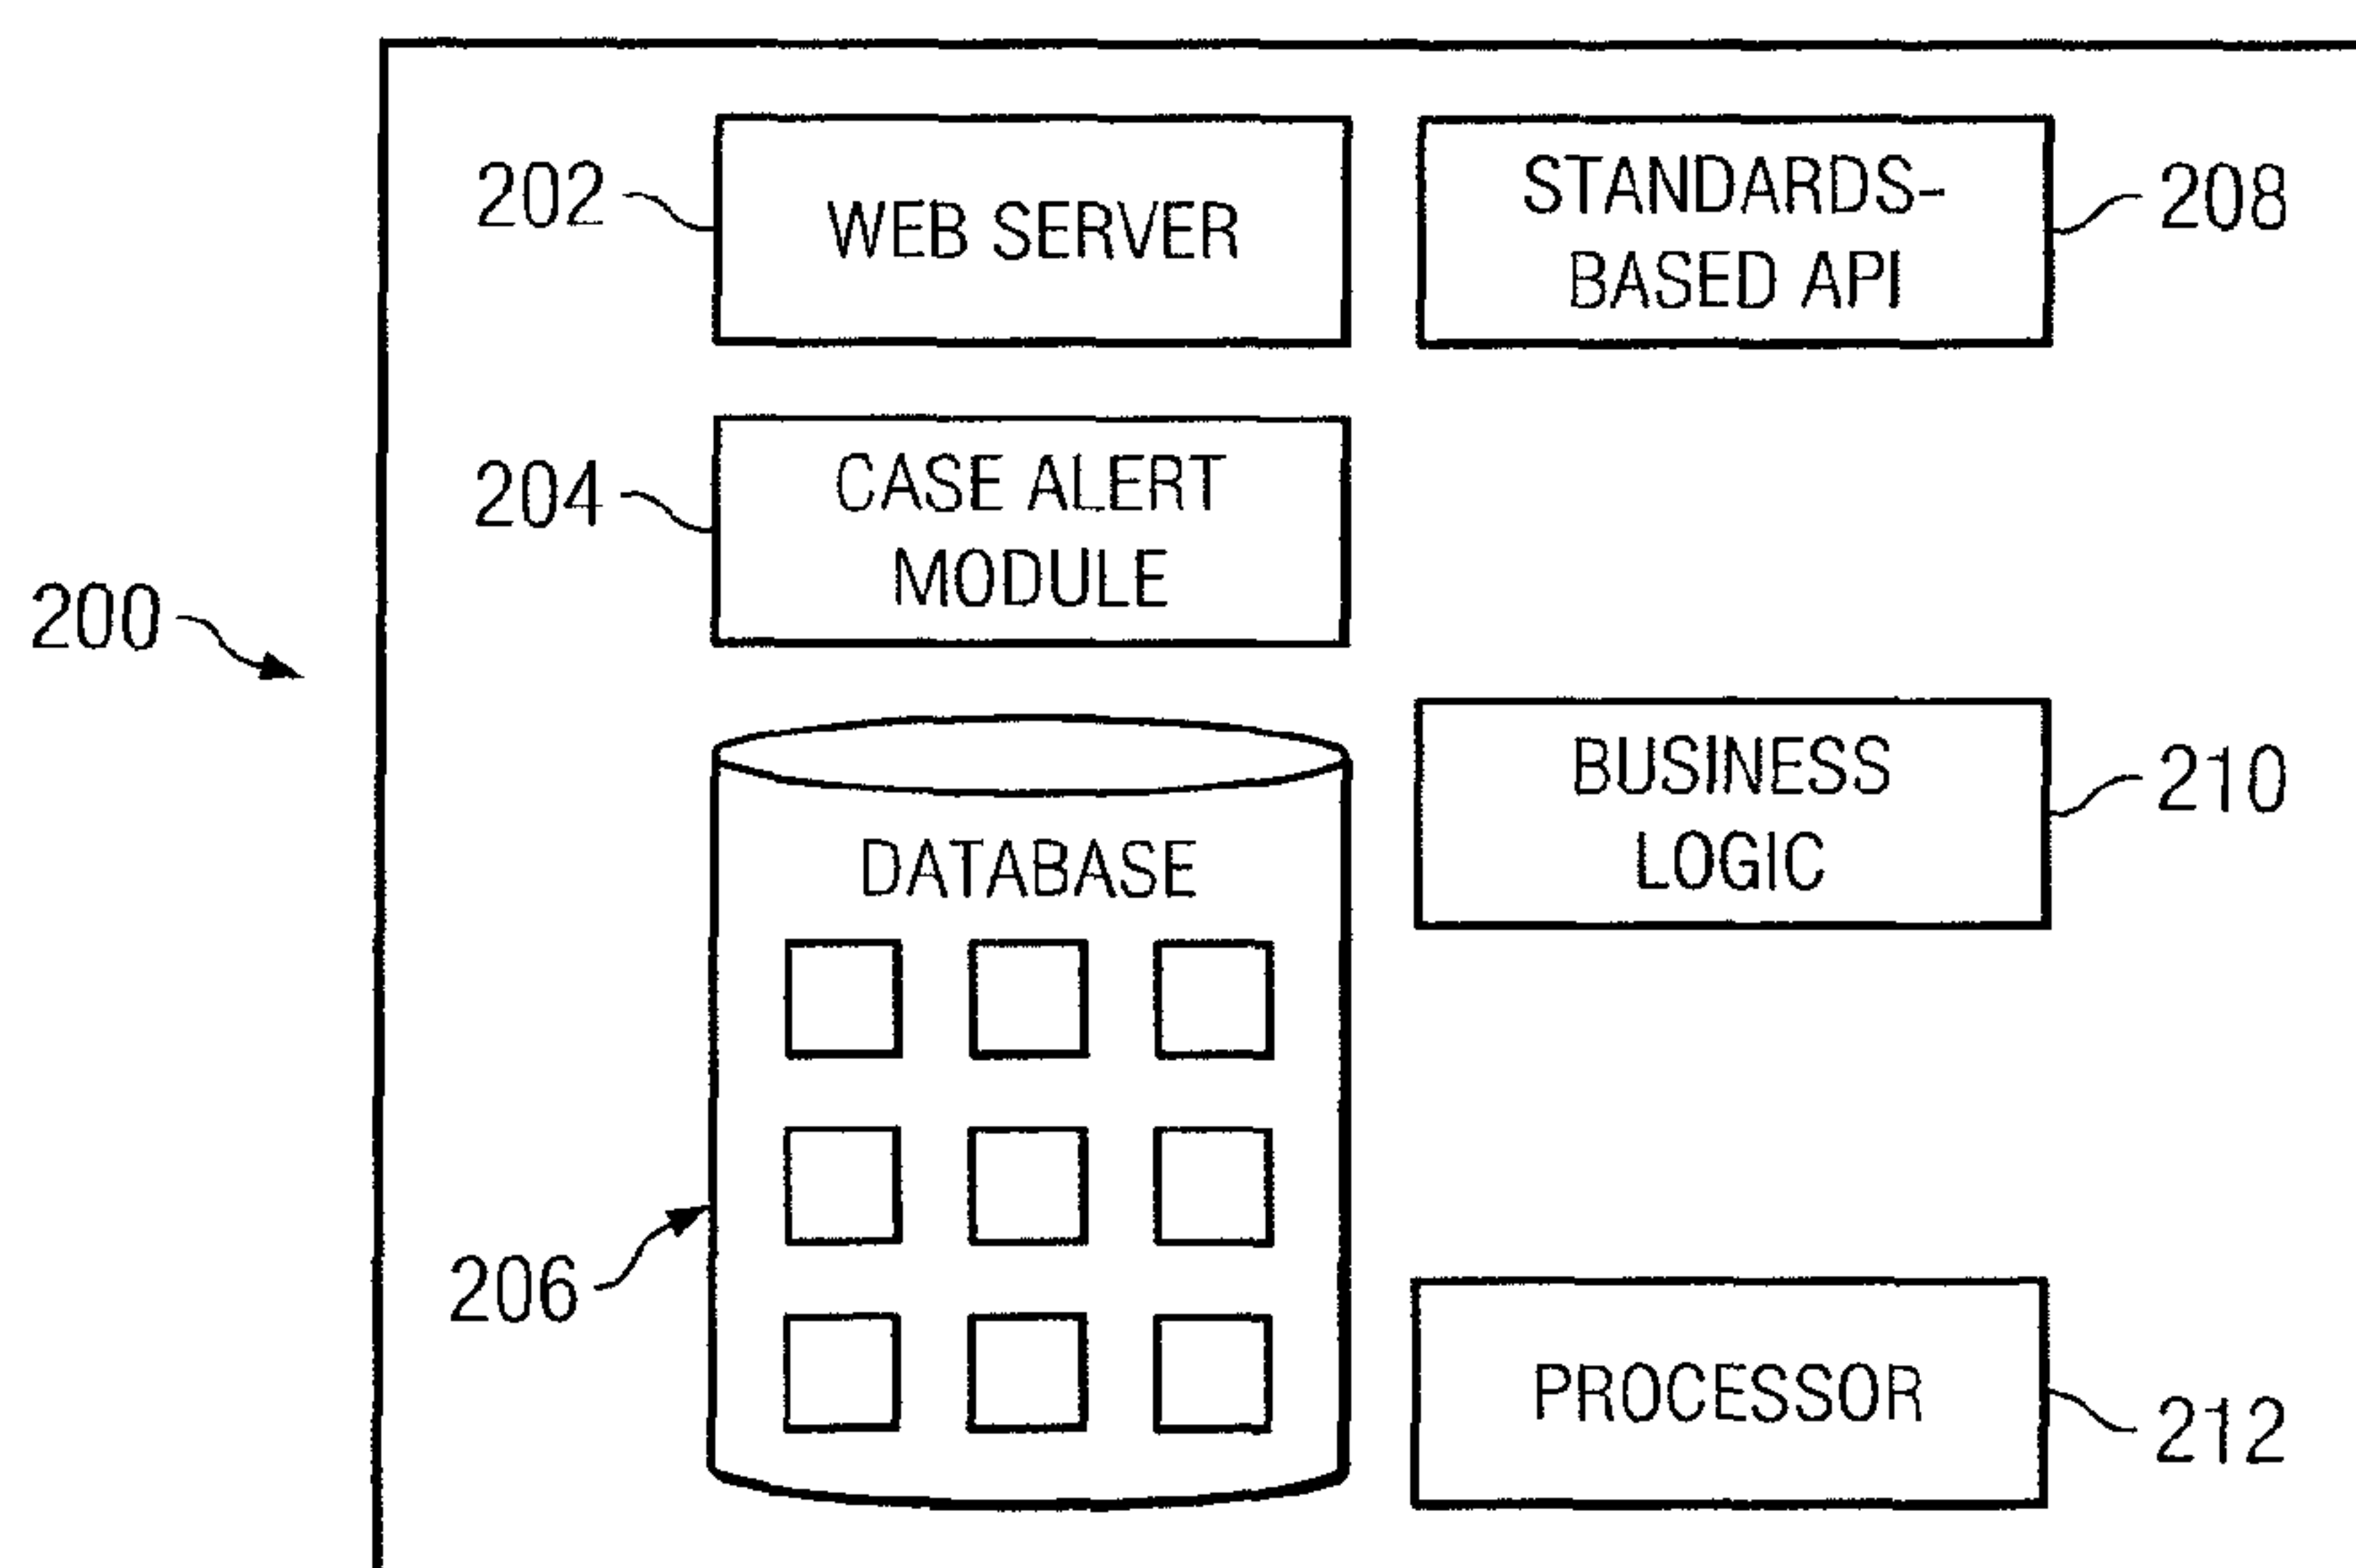 202
WEB SERVER
STANDARDS-
BASED API
208
204
CASE ALERT
MODULE
200
BUSINESS
LOGIC
210
DATABASE
206
PROCESSOR
212